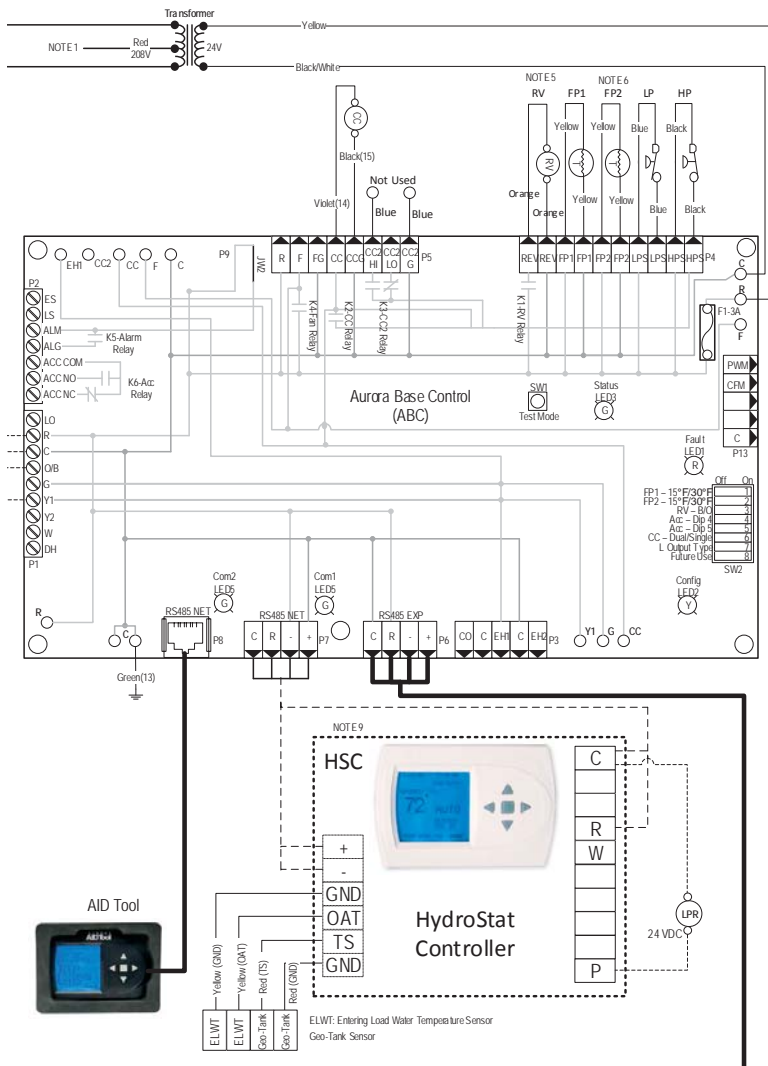 Transformer
Yellow
NOTE 1
Red
208V
24V
Black/White
NOTE 5
NOTE 6
RV
FP1
FP2
LP
HP
CC
Yellow
Yellow
Blue
Black
RV
T
T
Black(15)
Not Used
Violet(14)
Blue
Blue
Orange
Orange
Yellow
Yellow
Blue
Black
EH1
CC2
CC
F
C
P9
JW2
R
F
FG
CC
CCG
CC2 HI
CC2 LO
CC2 G
P5
REV
REV
FP1
FP1
FP2
FP2
LPS
LPS
HPS
HPS
P4
C
R
F
F1-3A
P2
ES
LS
ALM
ALG
ACC COM
ACC NO
ACC NC
K5-Alarm
Relay
K6-Acc
Relay
K4-Fan Relay
K2-CC Relay
K3-CC2 Relay
K1-RV Relay
Aurora Base Control
(ABC)
SW1
Test Mode
Status
LED3
G
PWM
CFM
C
P13
Fault
LED1
R
LO
R
C
O/B
G
Y1
Y2
W
DH
P1
Off
On
FP1 – 15°F/30°F
1
FP2 – 15°F/30°F
2
RV – B/O
3
Acc – Dip 4
4
Acc – Dip 5
5
CC – Dual/Single
6
L Output Type
7
Future Use
8
SW2
Config
LED2
Y
R
C
Com2
LED5
G
Com1
LED5
G
RS485 NET
P8
RS485 NET
C
R
-
+
P7
RS485 EXP
C
R
-
+
P6
CO
C
EH1
C
EH2
P3
Y1
G
CC
Green(13)
NOTE 9
HSC
72°
C
R
W
P
+
-
GND
OAT
TS
GND
HydroStat
Controller
LPR
24 VDC
AID Tool
AID Tool
Yellow (GND)
Yellow (OAT)
Red (TS)
Red (GND)
ELWT
ELWT
Geo-Tank
Geo-Tank
ELWT: Entering Load Water Temperature Sensor
Geo-Tank Sensor